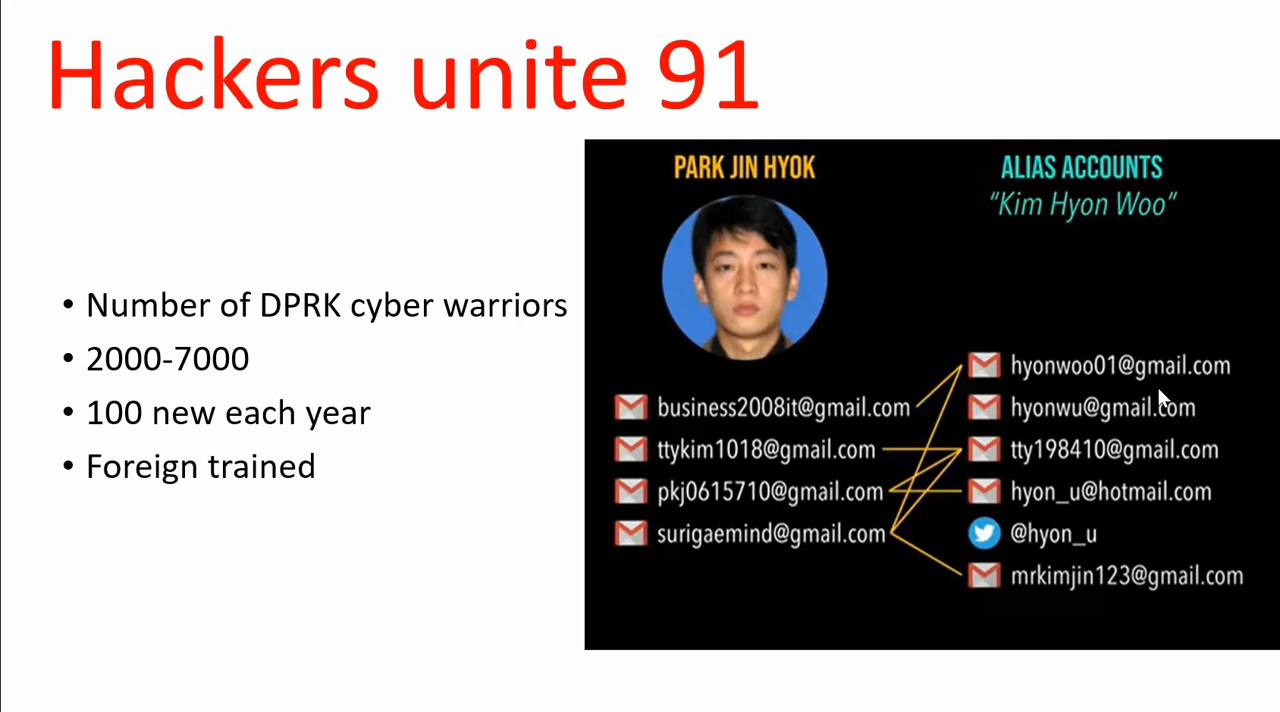 Hackers unite 91
• Number of DPRK cyber warriors
• 2000-7000
• 100 new each year
• Foreign trained
PARK JIN HYOK
business2008it@gmail.com
ttykim1018@gmail.com
pkj0615710@gmail.com
surigaemind@gmail.com
ALIAS ACCOUNTS
"Kim Hyon Woo"
hyonwoo01@gmail.com
hyonwu@gmail.com
tty198410@gmail.com
hyon_u@hotmail.com
@hyon_u
mrkimjin123@gmail.com